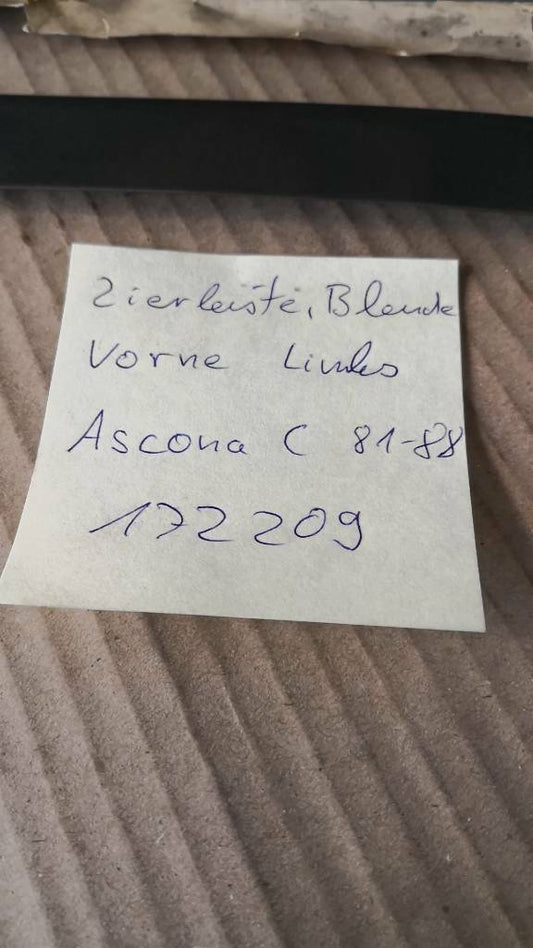 Zierleiste, Blende
Vorne Links
Ascona C 81-88
172209